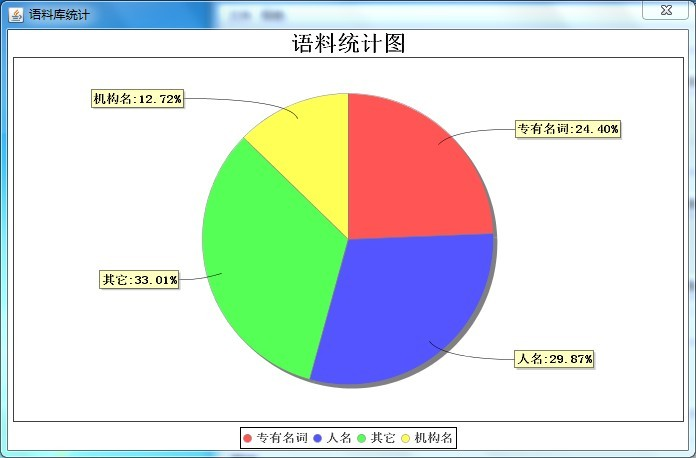 语料库统计
语料统计图
机构名:12.72%
专有名词:24.40%
其它:33.01%
人名:29.87%
专有名词 人名 其它 机构名